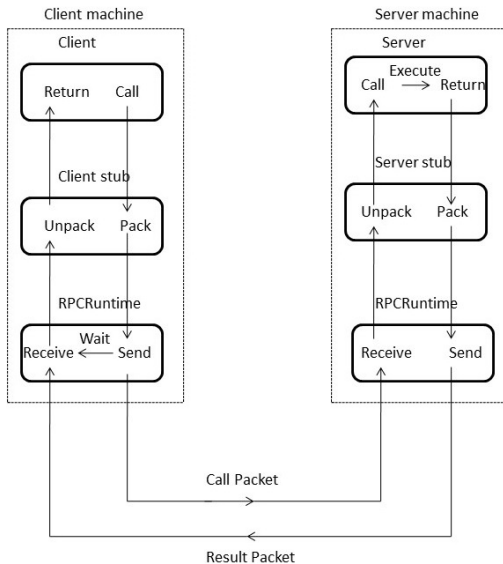 Client machine
Client
Return Call
Client stub
Unpack Pack
RPCRuntime
Wait
Receive Send
Server machine
Server
Execute
Call Return
Server stub
Unpack Pack
RPCRuntime
Receive Send
Call Packet
Result Packet